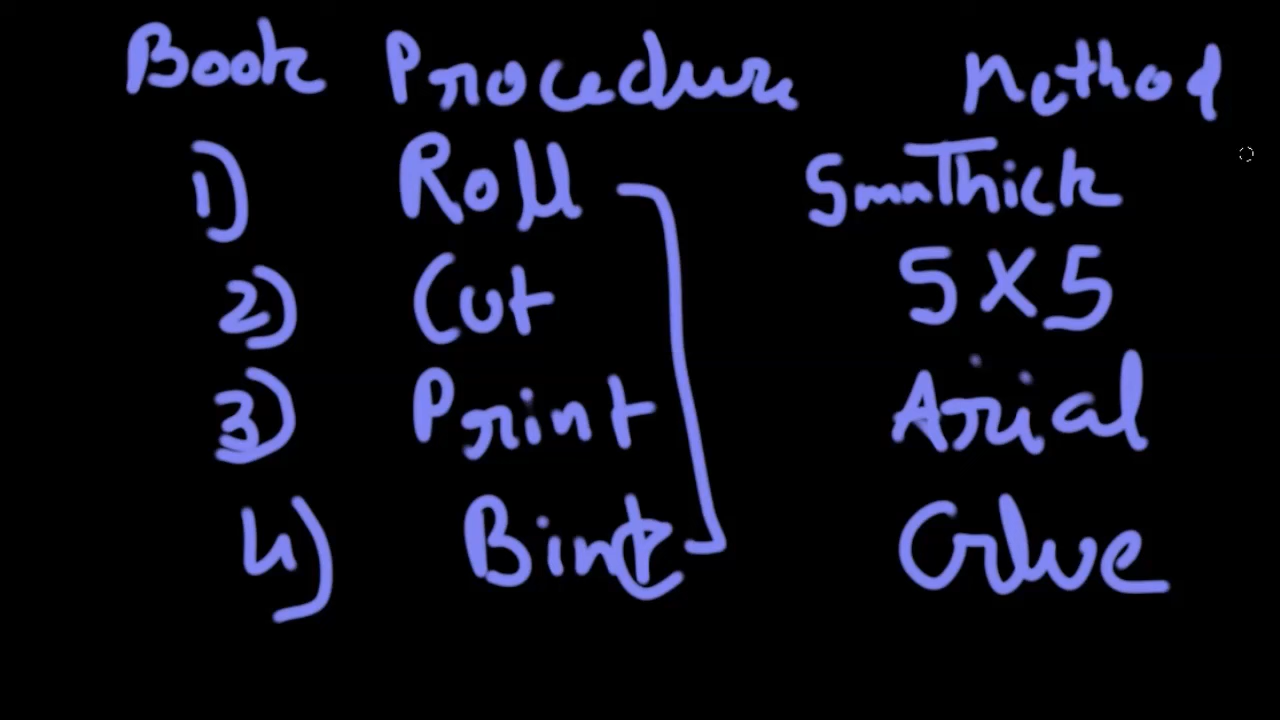 Book Procedure Method
1) Roll 5mm Thick
2) Cut 5X5
3) Print Arial
4) Bind Glue